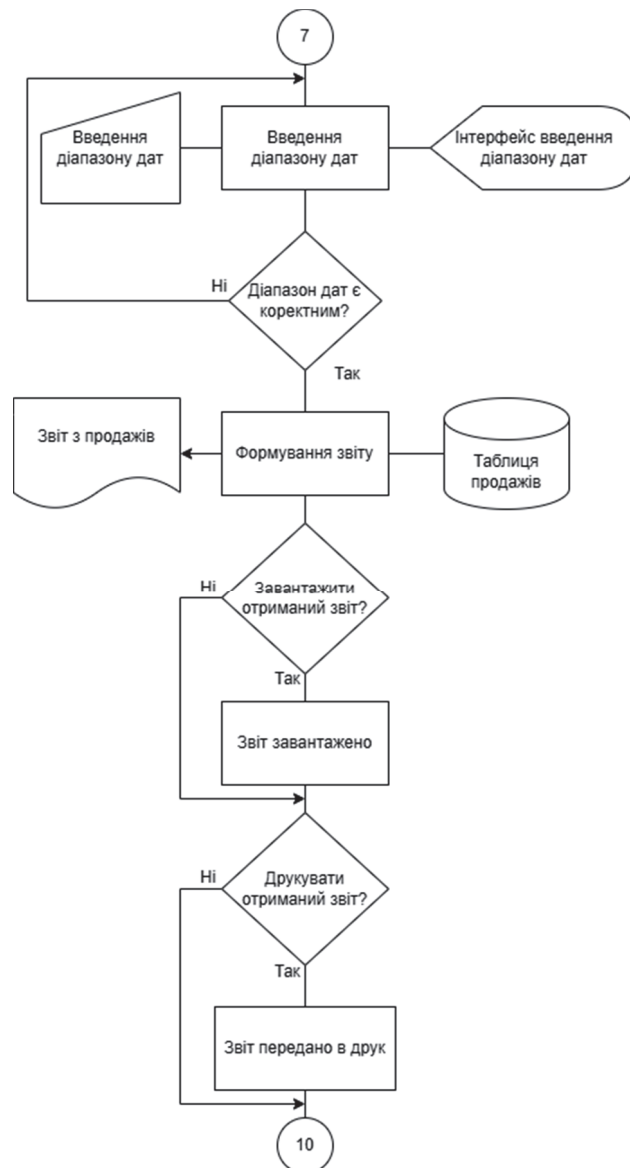 7
Введення
діапазону дат
Введення
діапазону дат
Інтерфейс введення
діапазону дат
Ні
Діапазон дат є
коректним?
Так
Звіт з продажів
Формування звіту
Таблиця
продажів
Ні
Завантажити
отриманий звіт?
Так
Звіт завантажено
Ні
Друкувати
отриманий звіт?
Так
Звіт передано в друк
10